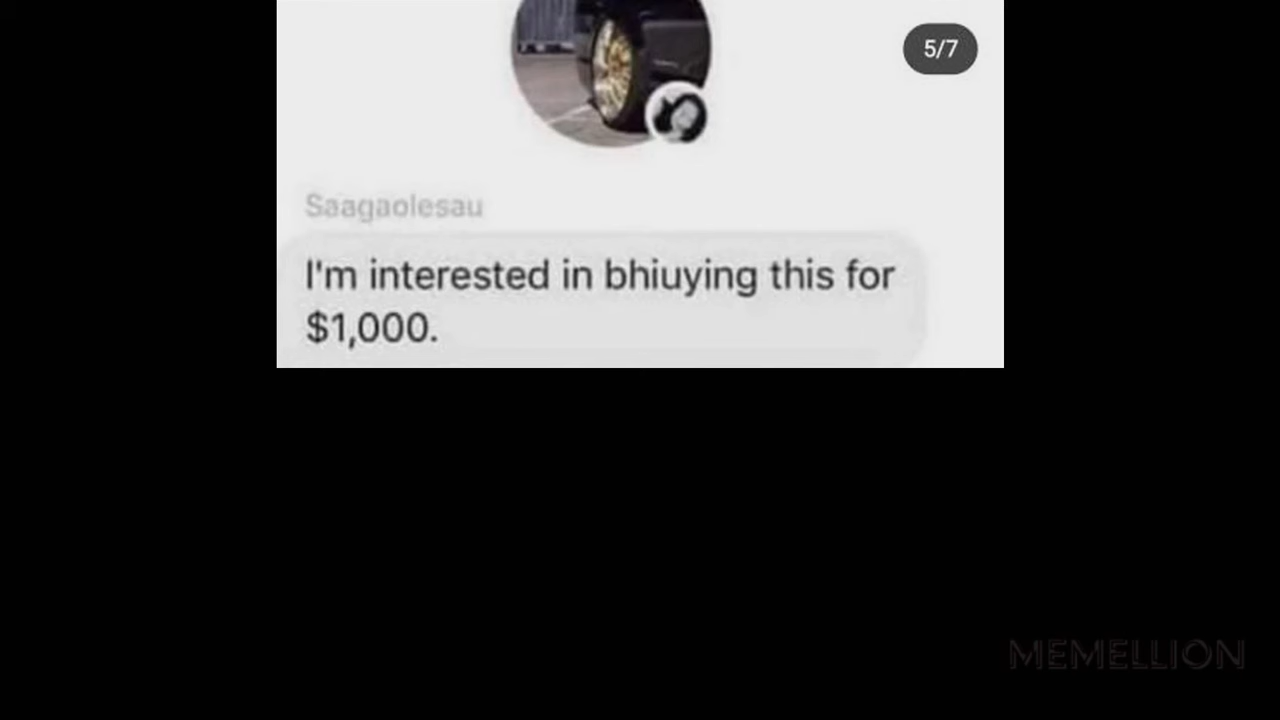 5/7
Saagaolesau
I'm interested in bhiuying this for
$1,000.
MEMELLION